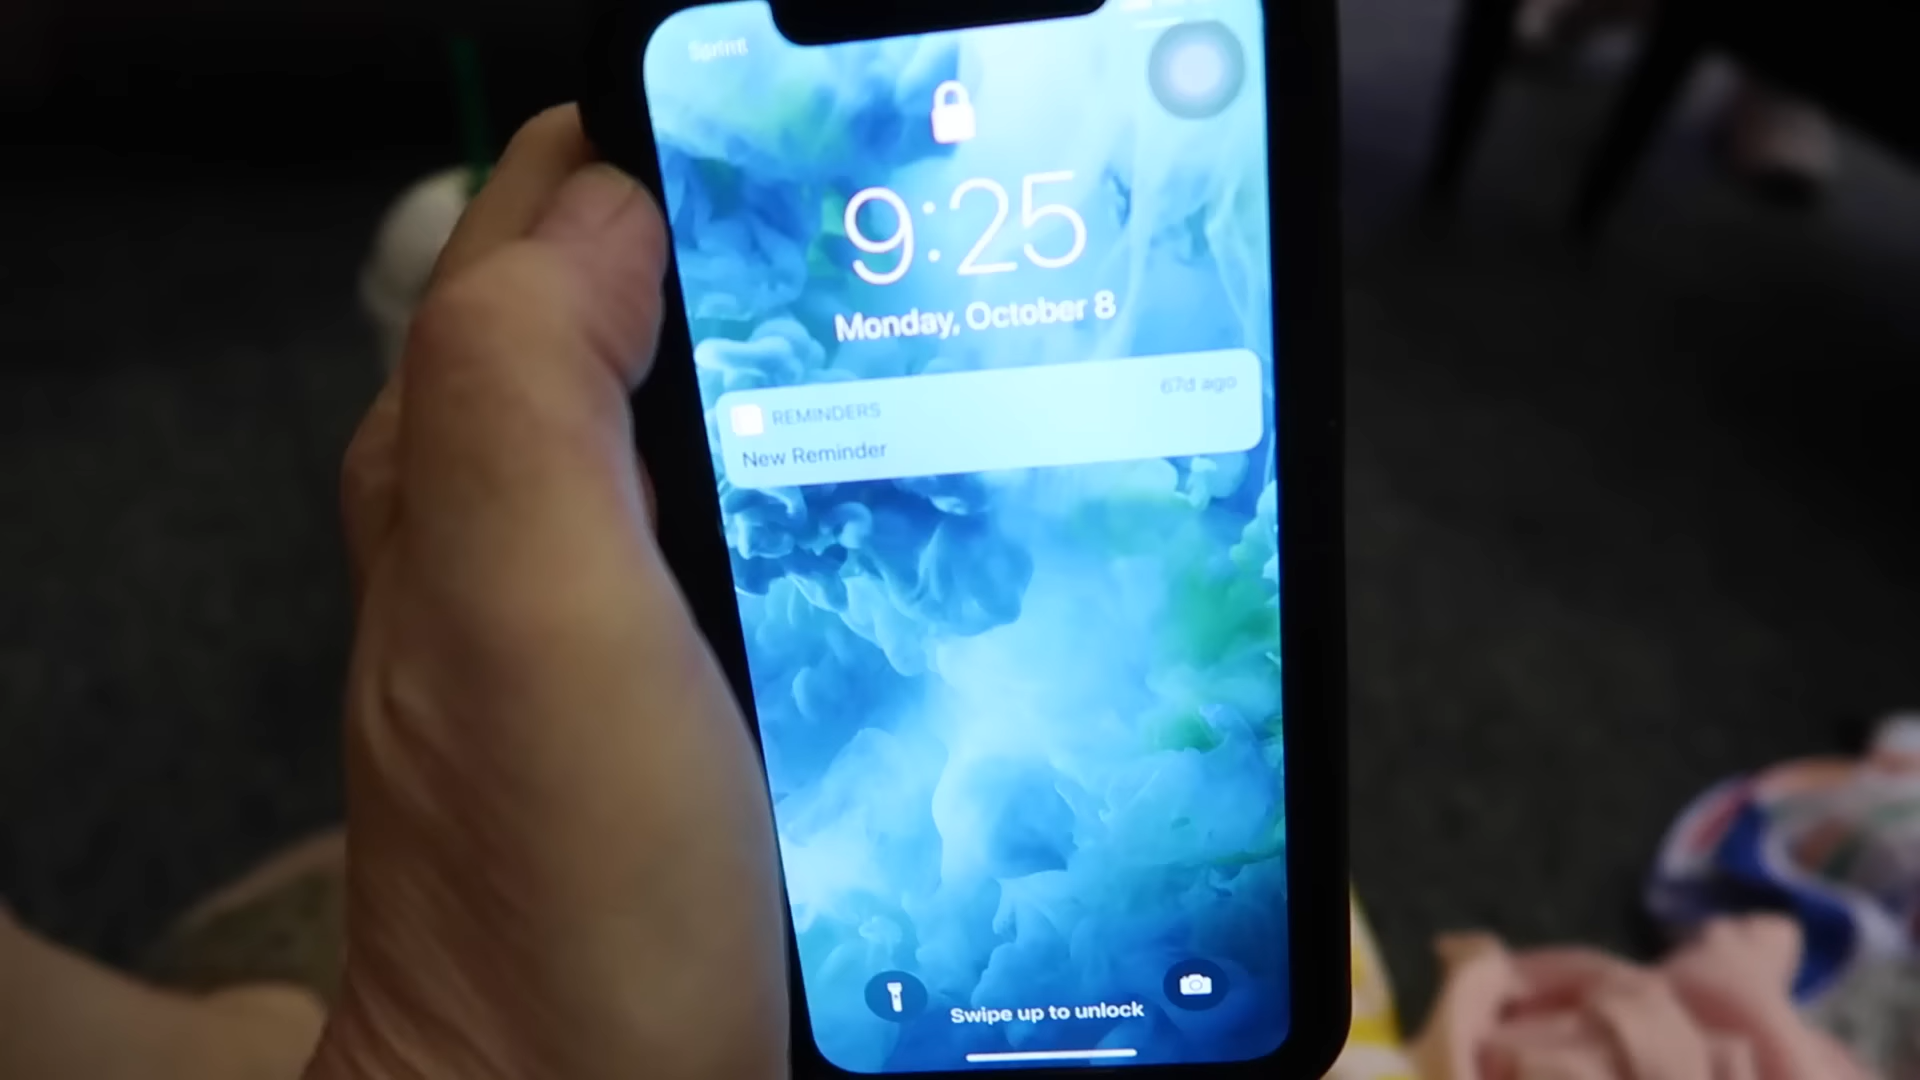 Sprint
9:25
Monday, October 8
67d ago
REMINDERS
New Reminder
Swipe up to unlock